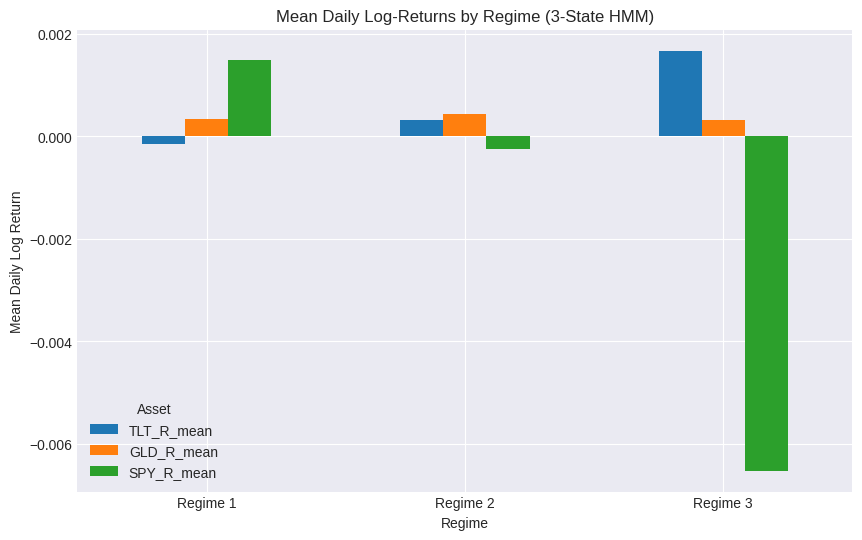 Mean Daily Log-Returns by Regime (3-State HMM)
0.002
0.000
−0.002
−0.004
−0.006
Mean Daily Log Return
Asset
TLT_R_mean
GLD_R_mean
SPY_R_mean
Regime 1
Regime 2
Regime 3
Regime